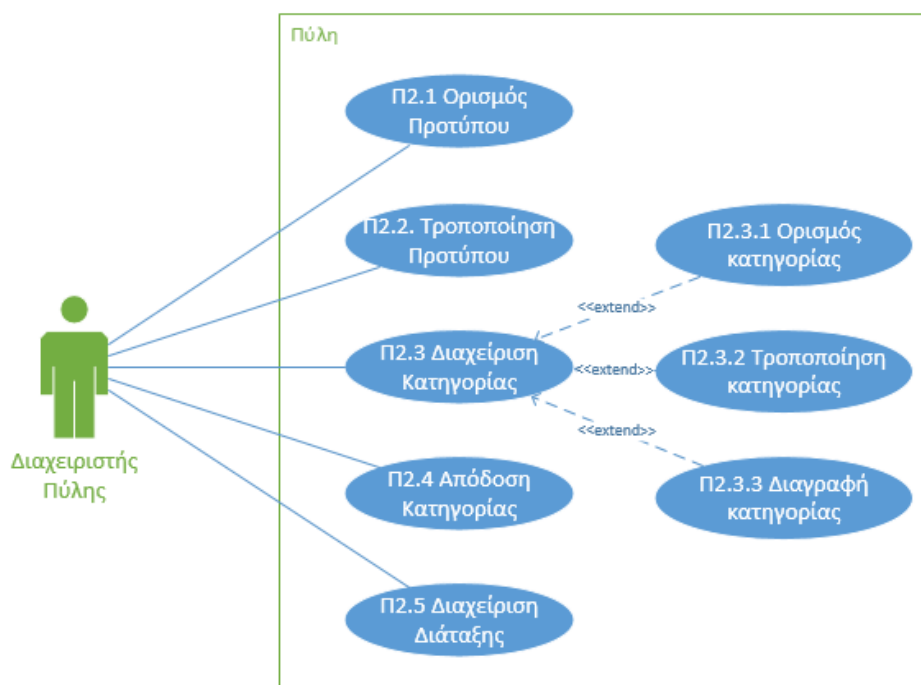 Πύλη
Π2.1 Ορισμός
Προτύπου
Π2.2. Τροποποίηση
Προτύπου
Π2.3.1 Ορισμός
κατηγορίας
<<extend>>
Π2.3 Διαχείριση
Κατηγορίας
<<extend>>
Π2.3.2 Τροποποίηση
κατηγορίας
<<extend>>
Διαχειριστής
Πύλης
Π2.4 Απόδοση
Κατηγορίας
Π2.3.3 Διαγραφή
κατηγορίας
Π2.5 Διαχείριση
Διάταξης